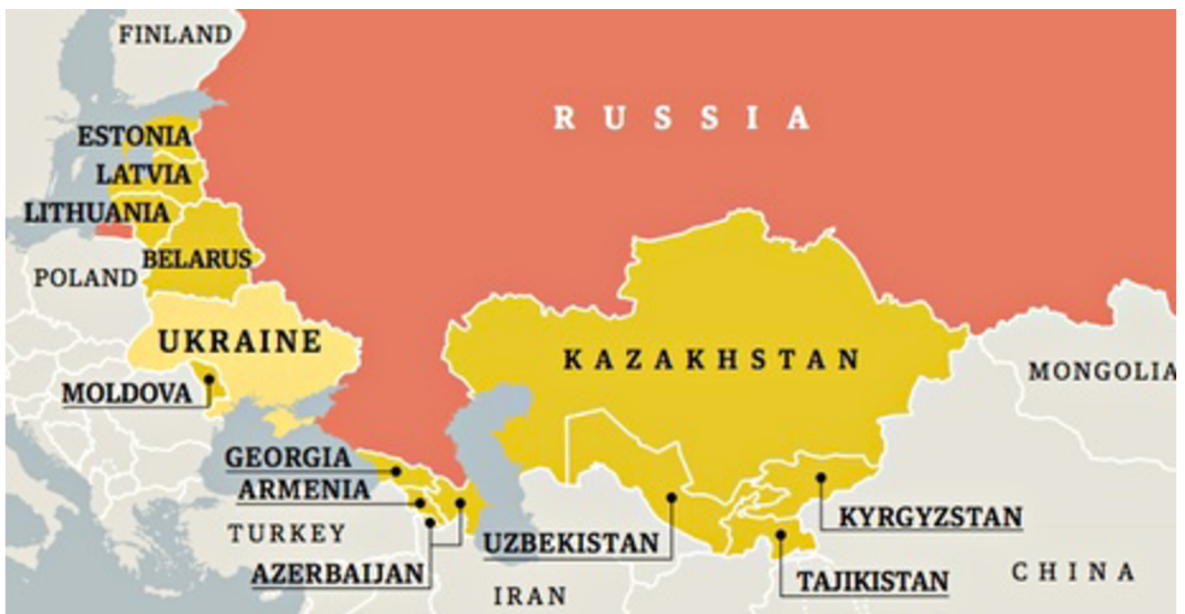 FINLAND
RUSSIA
ESTONIA
LATVIA
LITHUANIA
BELARUS
POLAND
UKRAINE
KAZAKHSTAN
MONGOLIA
MOLDOVA
GEORGIA
ARMENIA
KYRGYZSTAN
TURKEY
UZBEKISTAN
AZERBAIJAN
CHINA
TAJIKISTAN
IRAN